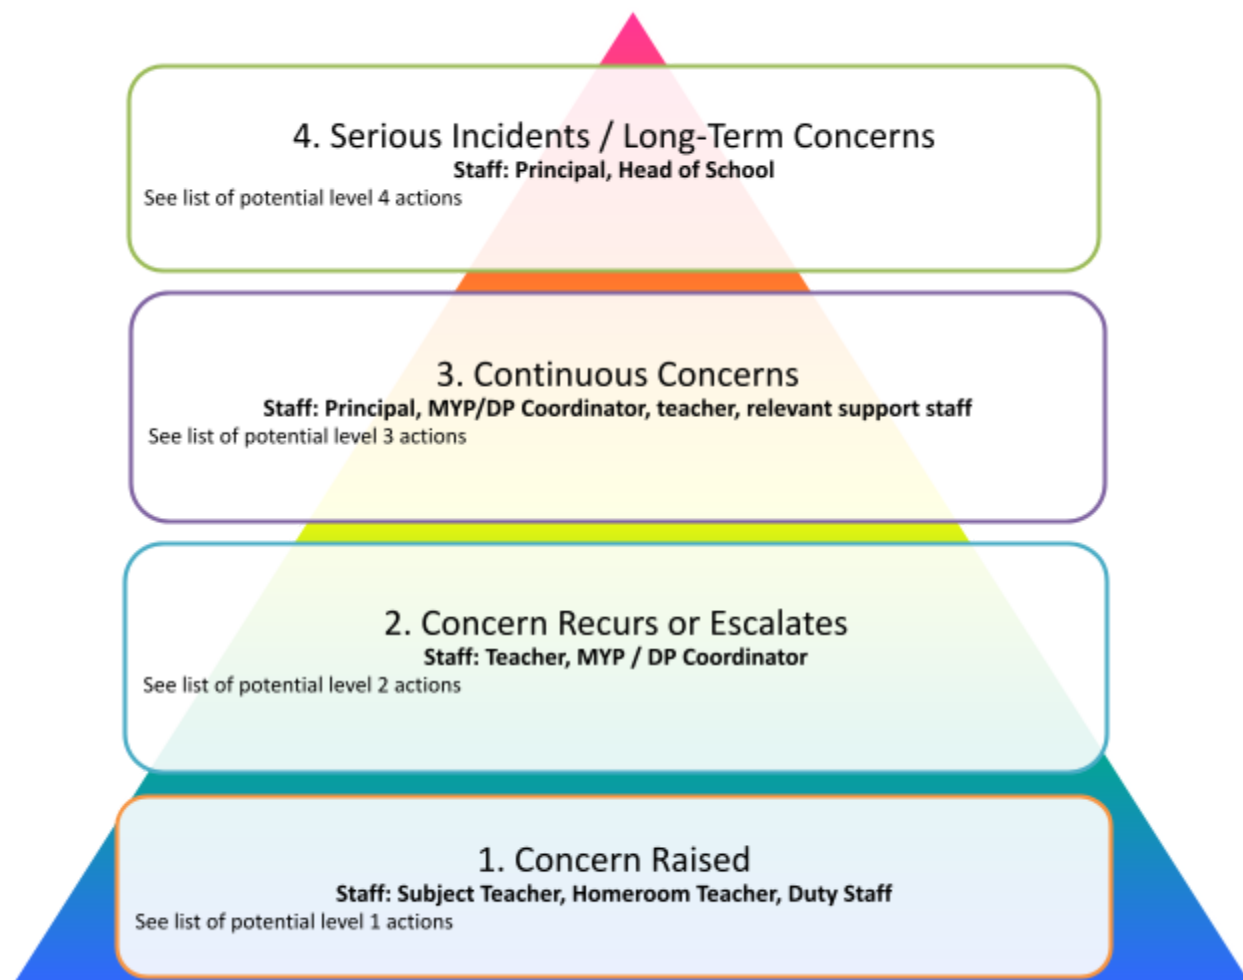 4. Serious Incidents / Long-Term Concerns
Staff: Principal, Head of School
See list of potential level 4 actions
3. Continuous Concerns
Staff: Principal, MYP/DP Coordinator, teacher, relevant support staff
See list of potential level 3 actions
2. Concern Recurs or Escalates
Staff: Teacher, MYP / DP Coordinator
See list of potential level 2 actions
1. Concern Raised
Staff: Subject Teacher, Homeroom Teacher, Duty Staff
See list of potential level 1 actions